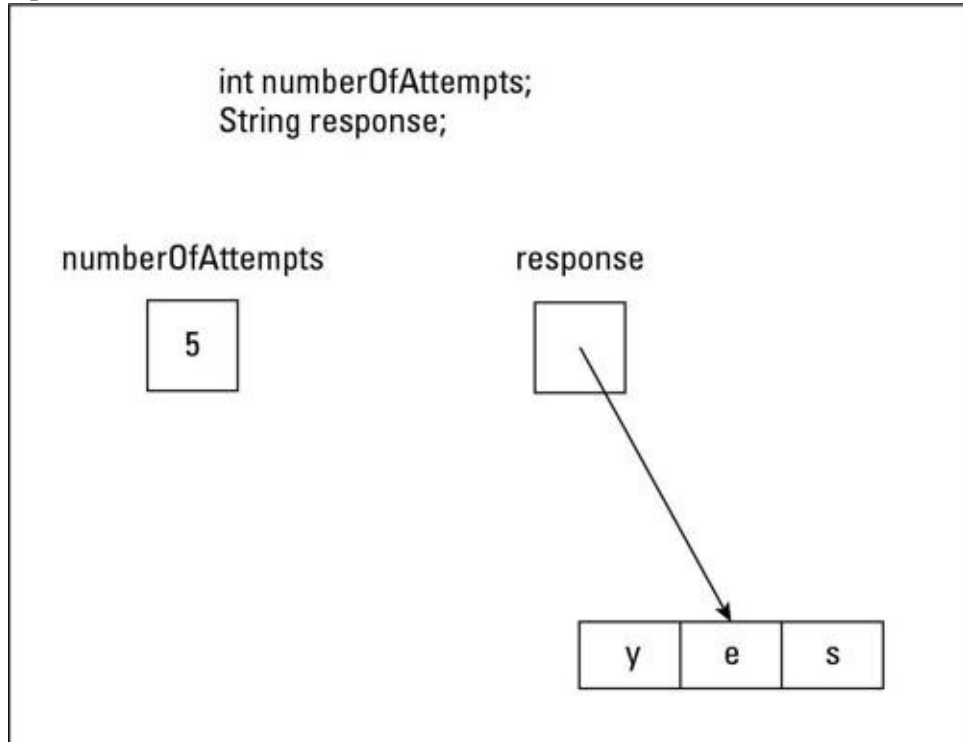 int numberOfAttempts;
String response;
numberOfAttempts response
5
y e s